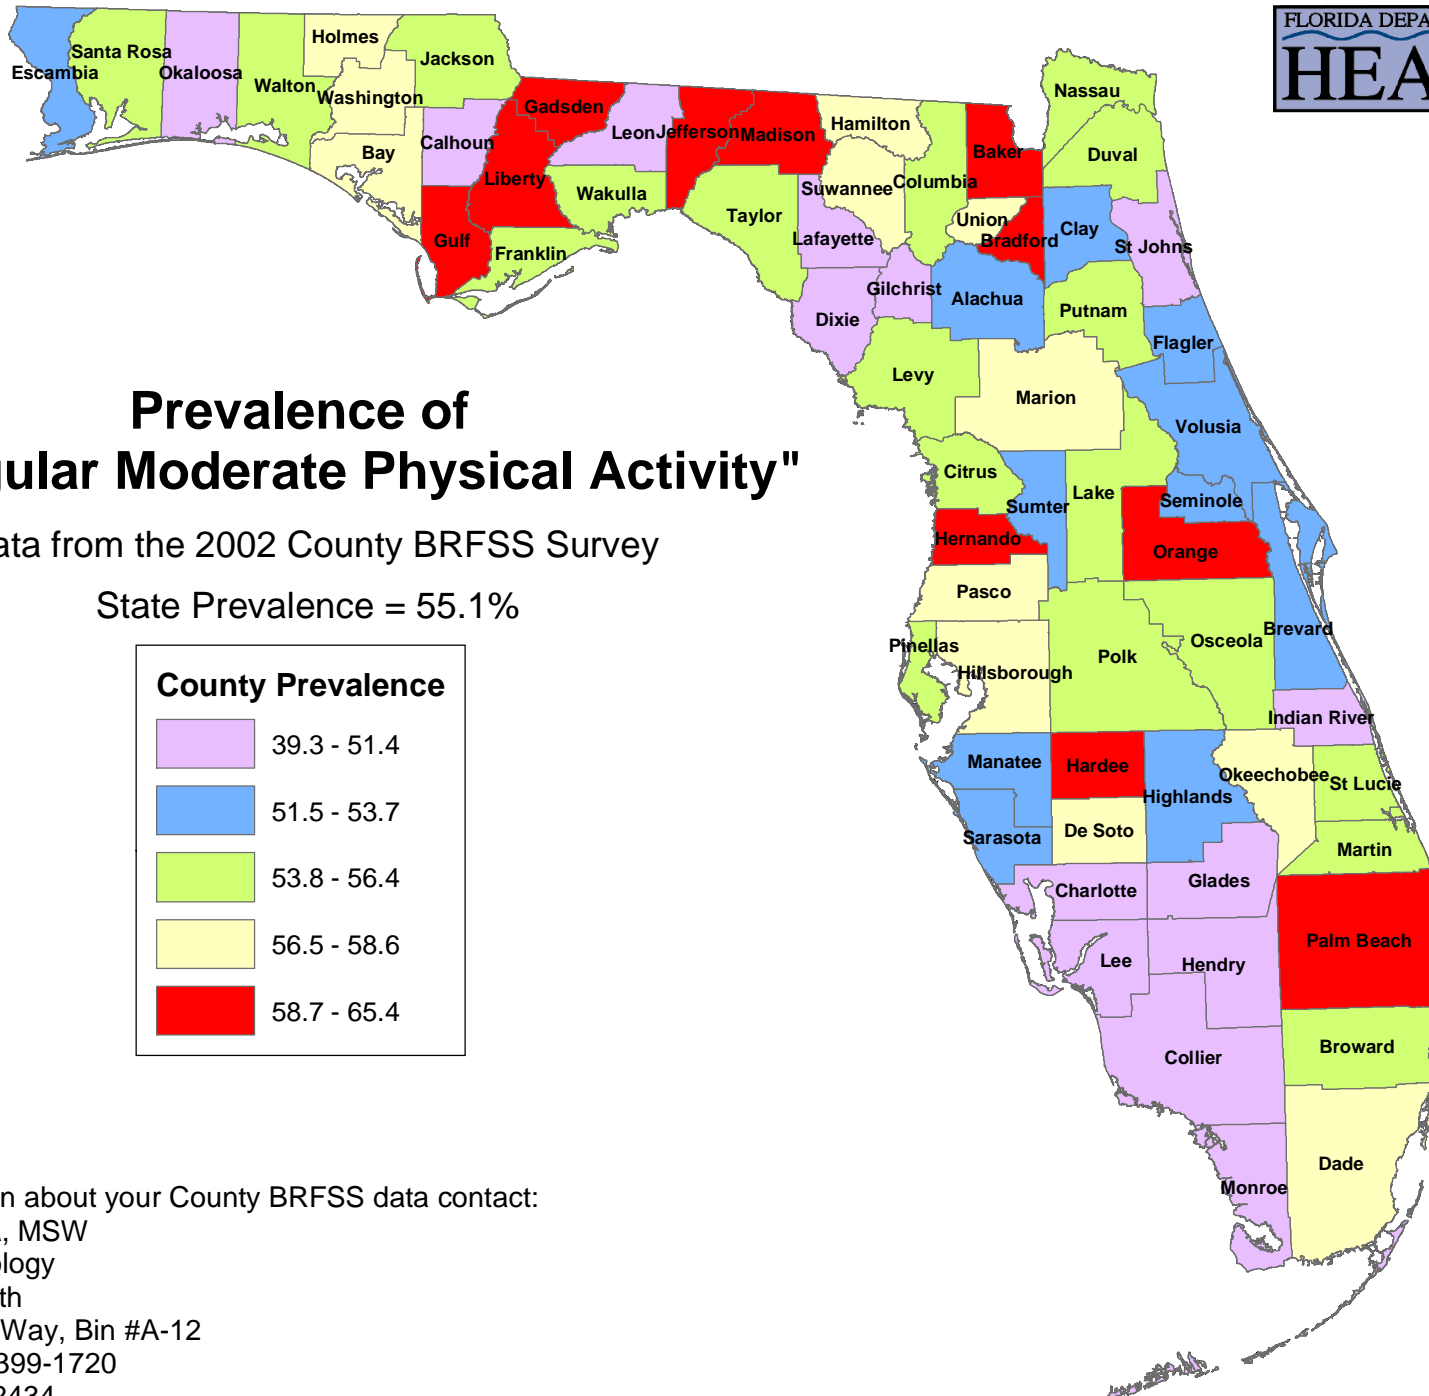 FLORIDA DEPA
HEA
Holmes
Santa Rosa
Jackson
Escambia
Okaloosa
Walton
Washington
Nassau
Gadsden
Leon
Jefferson
Madison
Hamilton
Calhoun
Bay
Baker
Duval
Liberty
Wakulla
Suwannee
Columbia
Taylor
Union
Clay
Gulf
Franklin
Lafayette
Bradford
St Johns
Gilchrist
Alachua
Dixie
Putnam
Flagler
Levy
Marion
Volusia
Prevalence of
gular Moderate Physical Activity"
ata from the 2002 County BRFSS Survey
State Prevalence = 55.1%
Citrus
Sumter
Lake
Seminole
Hernando
Orange
Pasco
Brevard
Pinellas
Hillsborough
Polk
Osceola
Indian River
Manatee
Hardee
Highlands
Okeechobee
St Lucie
Sarasota
De Soto
Martin
Charlotte
Glades
Palm Beach
Lee
Hendry
Broward
Collier
Dade
Monroe
County Prevalence
39.3 - 51.4
51.5 - 53.7
53.8 - 56.4
56.5 - 58.6
58.7 - 65.4
n about your County BRFSS data contact:
, MSW
ology
th
Way, Bin #A-12
399-1720
2434